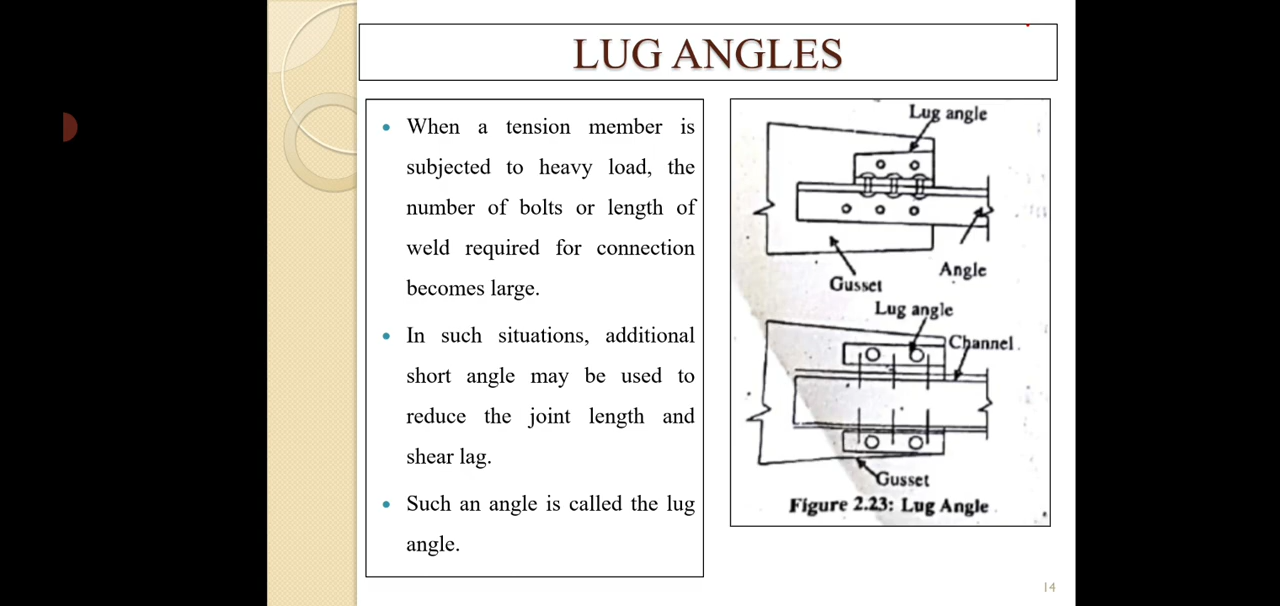 LUG ANGLES
When a tension member is
subjected to heavy load, the
number of bolts or length of
weld required for connection
becomes large.
In such situations, additional
short angle may be used to
reduce the joint length and
shear lag.
Such an angle is called the lug
angle.
Lug angle
Angle
Gusset
Lug angle
Channel.
Gusset
Figure 2.23: Lug Angle
14